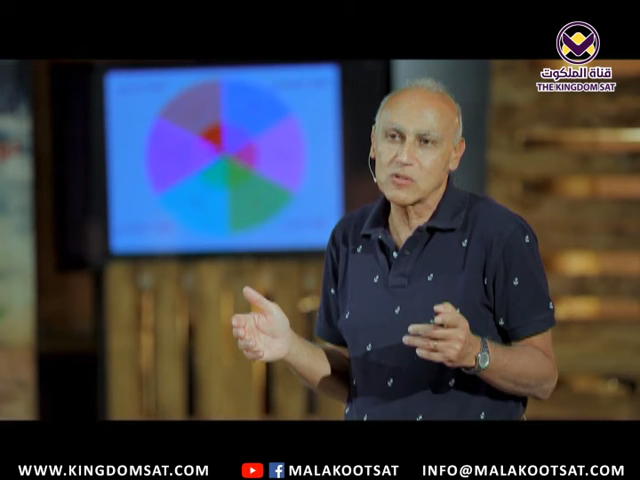 قناة الملكوت
THE KINGDOM SAT
WWW.KINGDOMSAT.COM
MALAKOOTSAT
INFO@MALAKOOTSAT.COM